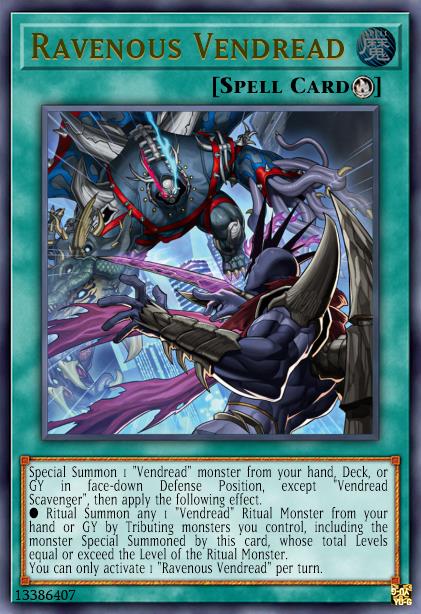 Ravenous Vendread
[Spell Card]
Special Summon 1 "Vendread" monster from your hand, Deck, or
GY in face-down Defense Position, except "Vendread
Scavenger", then apply the following effect.
● Ritual Summon any 1 "Vendread" Ritual Monster from your
hand or GY by Tributing monsters you control, including the
monster Special Summoned by this card, whose total Levels
equal or exceed the Level of the Ritual Monster.
You can only activate 1 "Ravenous Vendread" per turn.
13386407